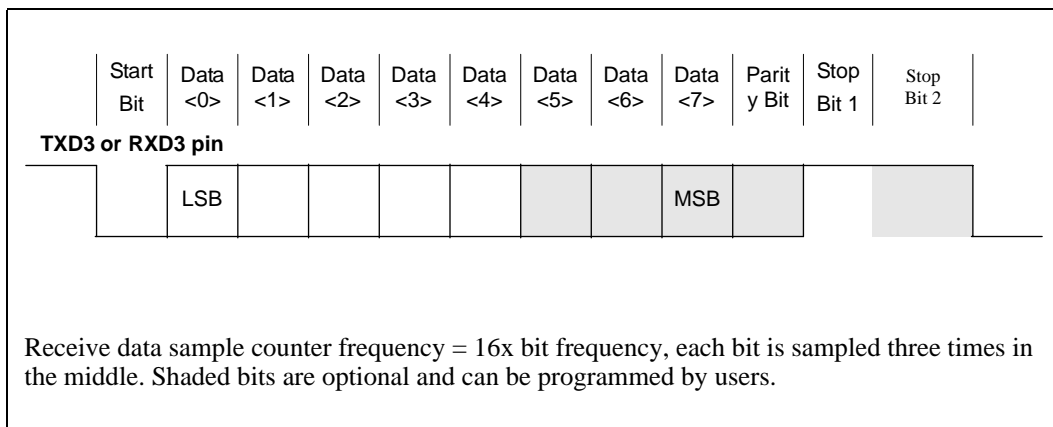 Start Data Data Data Data Data Data Data Data Parit Stop Stop
Bit <0> <1> <2> <3> <4> <5> <6> <7> y Bit Bit 1 Bit 2
TXD3 or RXD3 pin
LSB MSB
Receive data sample counter frequency = 16x bit frequency, each bit is sampled three times in
the middle. Shaded bits are optional and can be programmed by users.